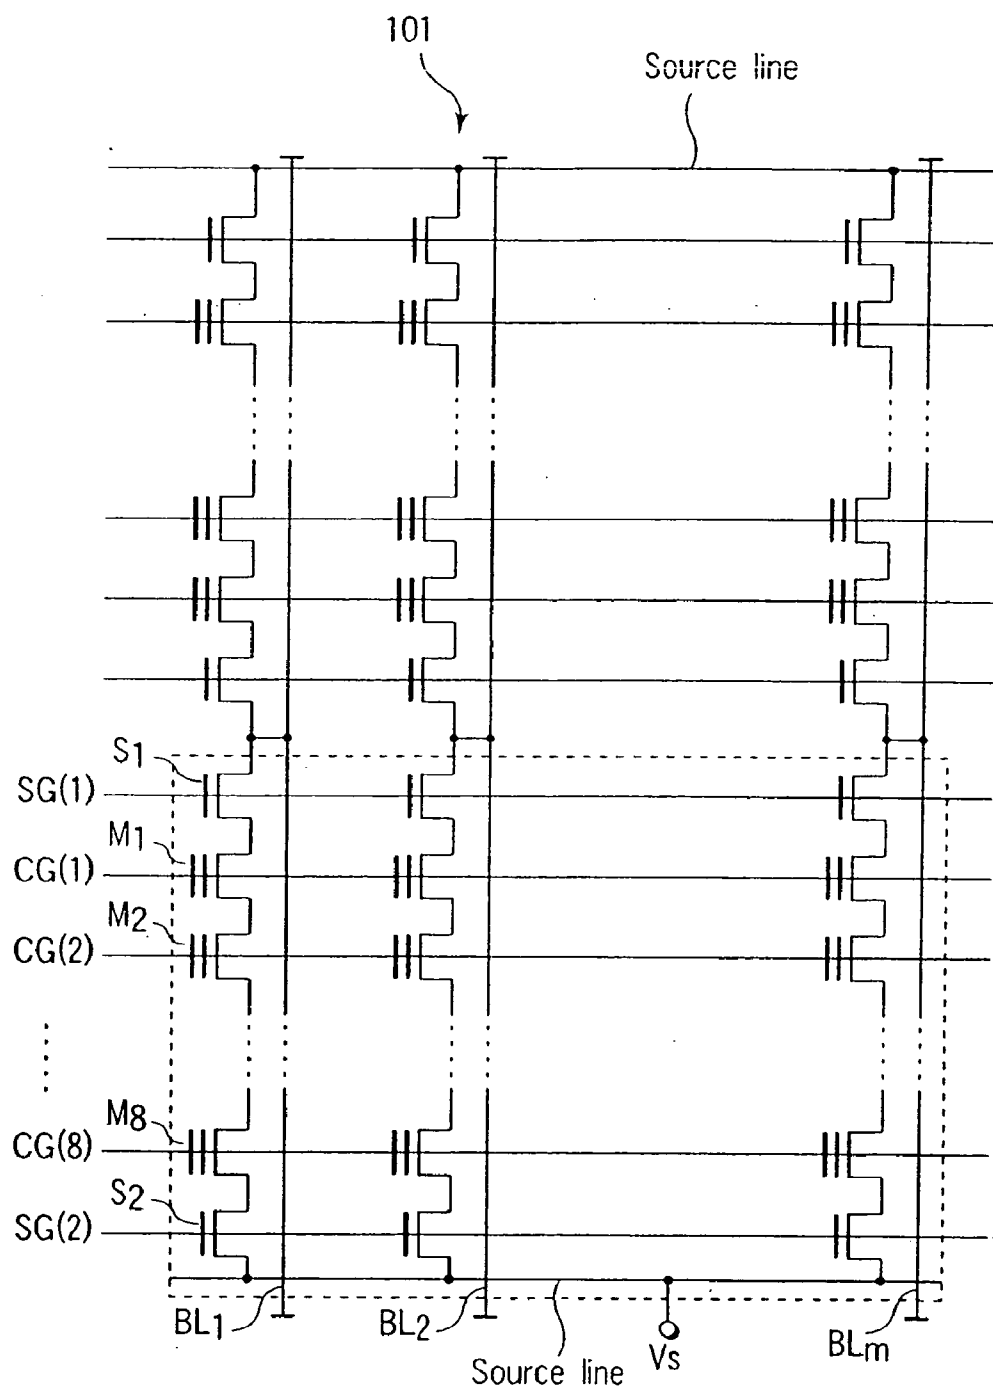 101
Source line
S1
SG(1)
M1
CG(1)
M2
CG(2)
M8
CG(8)
S2
SG(2)
BL1
BL2
Source line
Vs
BLm